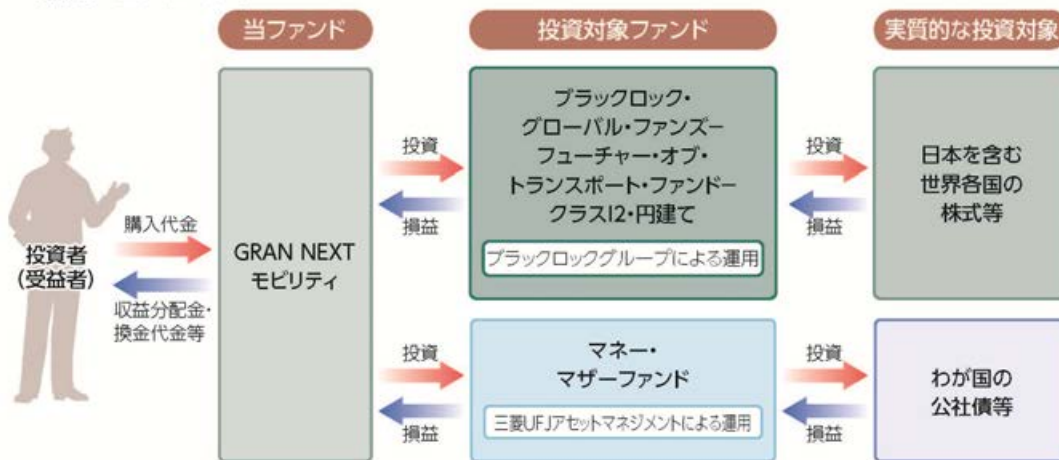 当ファンド
投資対象ファンド
実質的な投資対象
投資者
(受益者)
購入代金
収益分配金・
換金代金等
GRAN NEXT
モビリティ
投資
損益
ブラックロック・
グローバル・ファンズー
フューチャー・オブ・
トランスポート・ファンドー
クラスI2・円建て
ブラックロックグループによる運用
投資
損益
日本を含む
世界各国の
株式等
投資
損益
マネー・
マザーファンド
三菱UFJアセットマネジメントによる運用
投資
損益
わが国の
公社債等